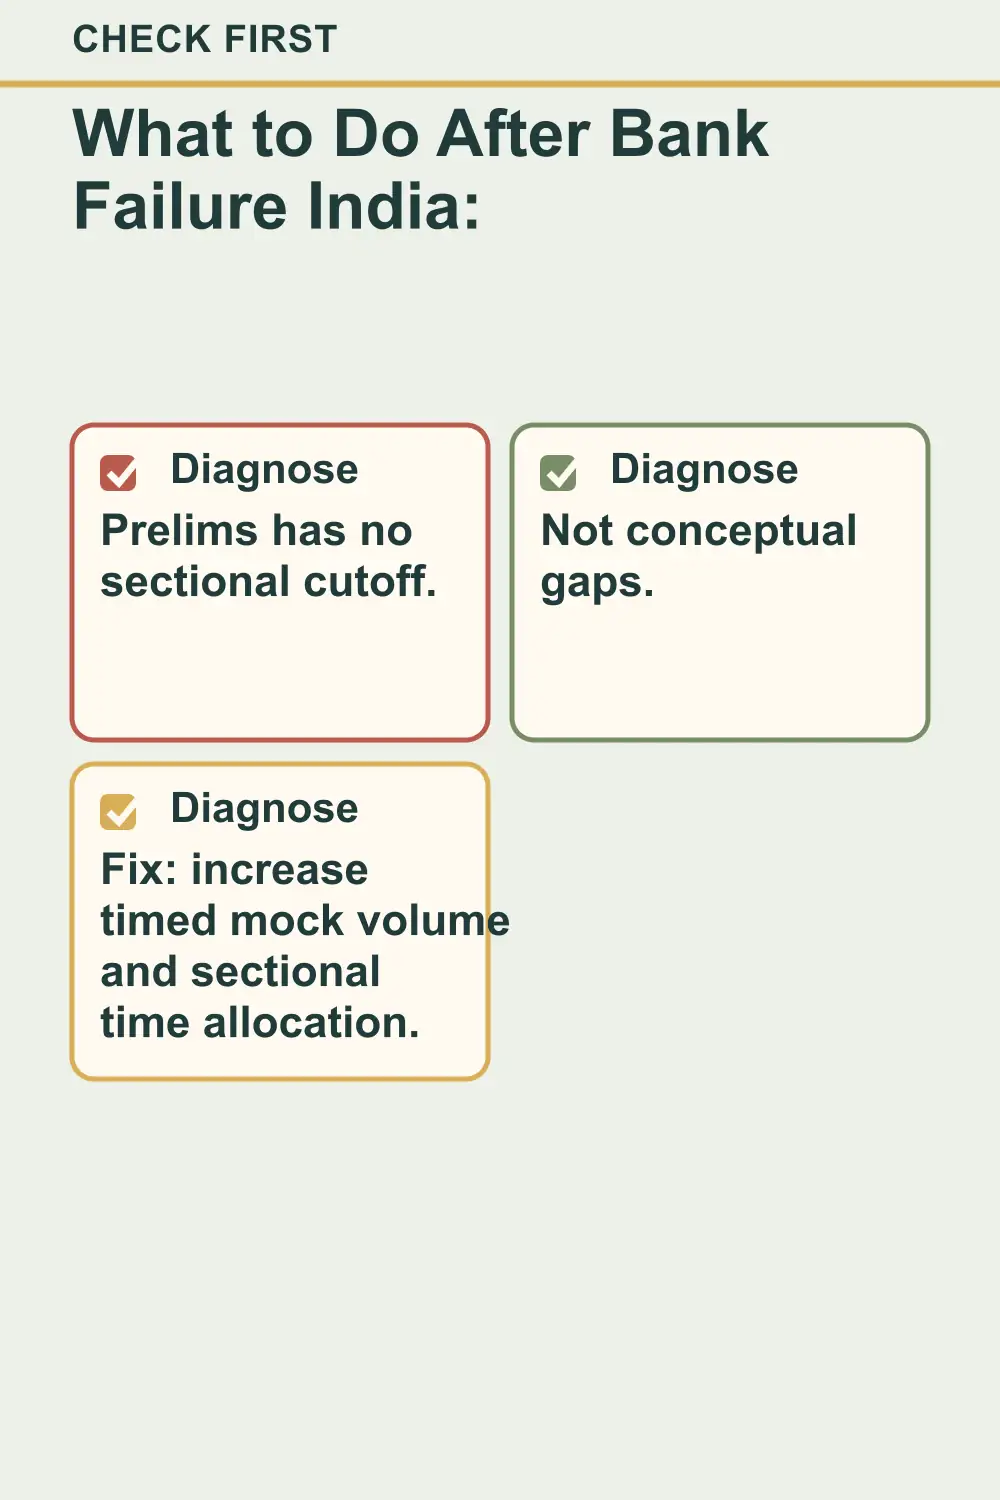 CHECK FIRST
What to Do After Bank
Failure India:
Diagnose
Prelims has no
sectional cutoff.
Diagnose
Not conceptual
gaps.
Diagnose
Fix: increase
timed mock volume
and sectional
time allocation.